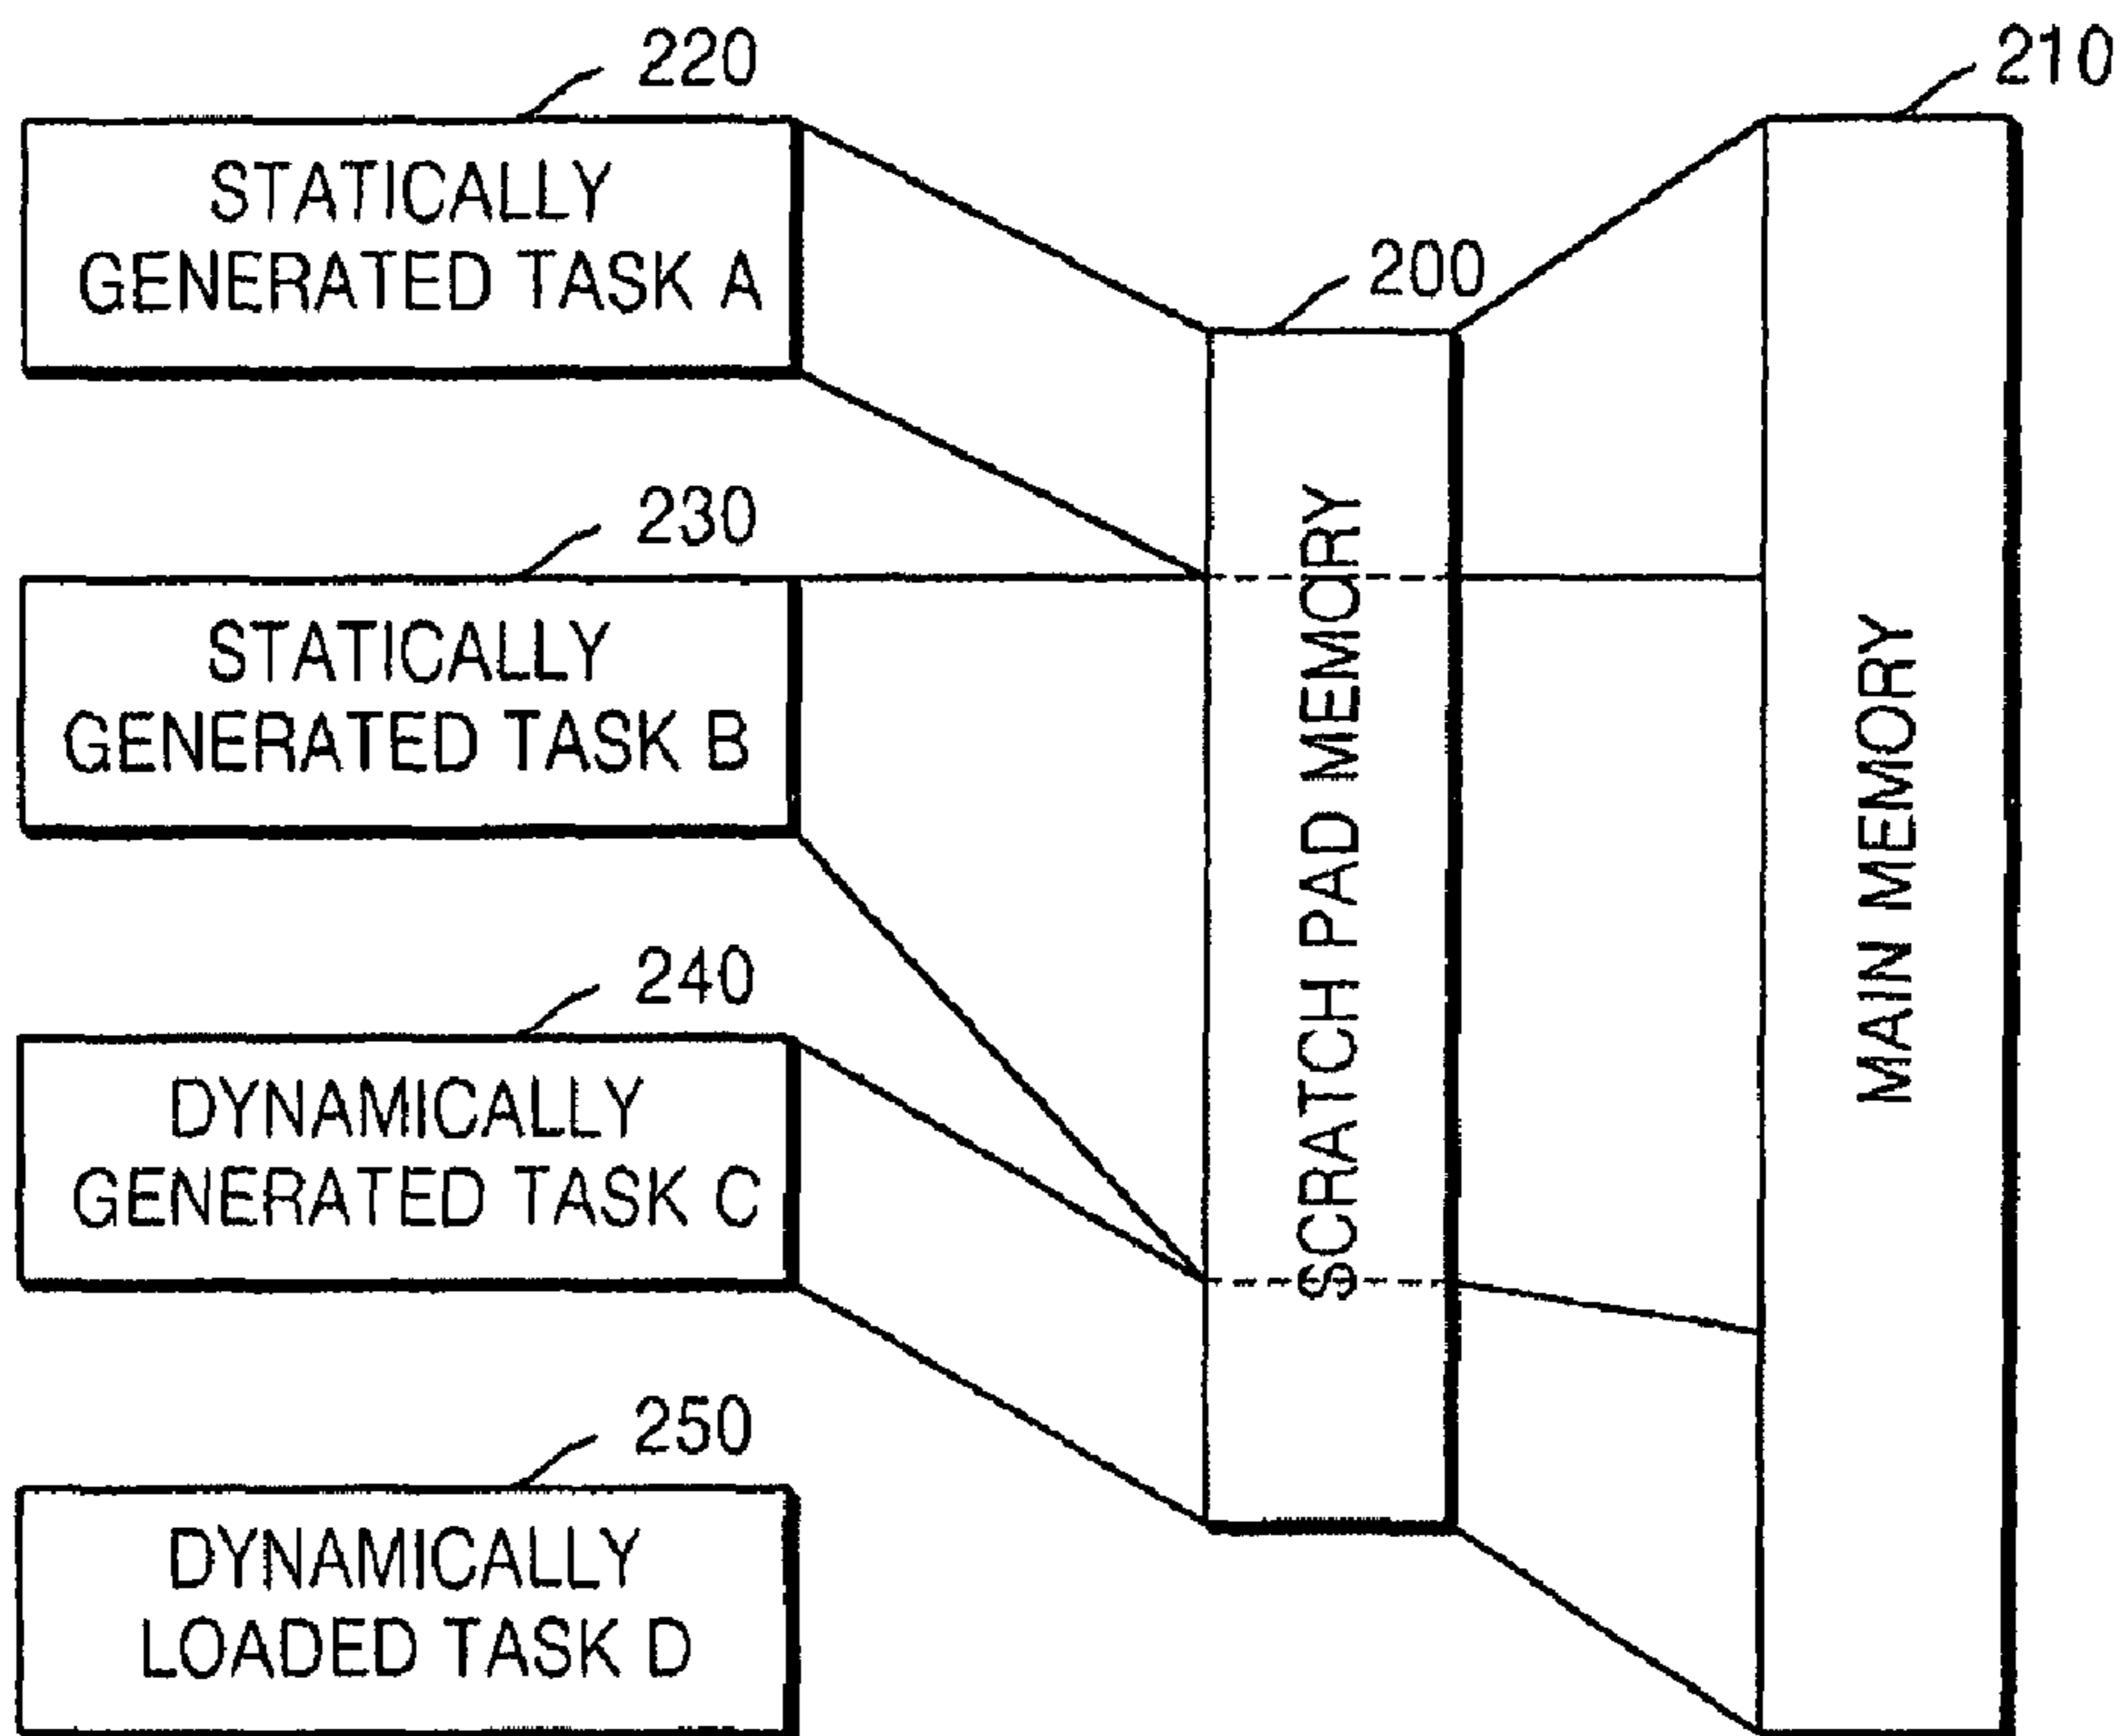 220
210
STATICALLY
GENERATED TASK A
200
230
STATICALLY
GENERATED TASK B
SCRATCH PAD MEMORY
MAIN MEMORY
240
DYNAMICALLY
GENERATED TASK C
250
DYNAMICALLY
LOADED TASK D